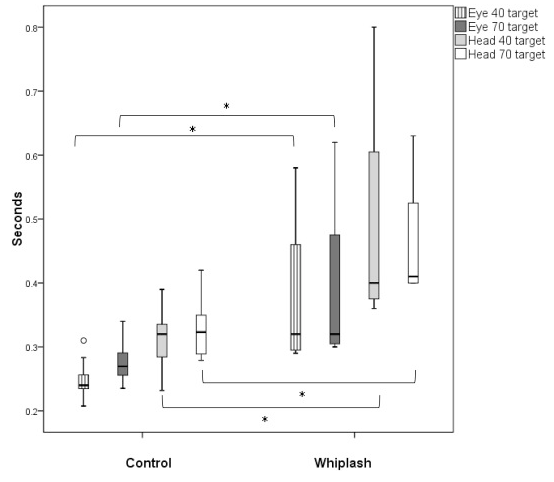 Eye 40 target
Eye 70 target
Head 40 target
Head 70 target
0.8
0.7
*
*
0.6
Seconds
0.5
0.4
0.3
*
0.2
*
Control Whiplash